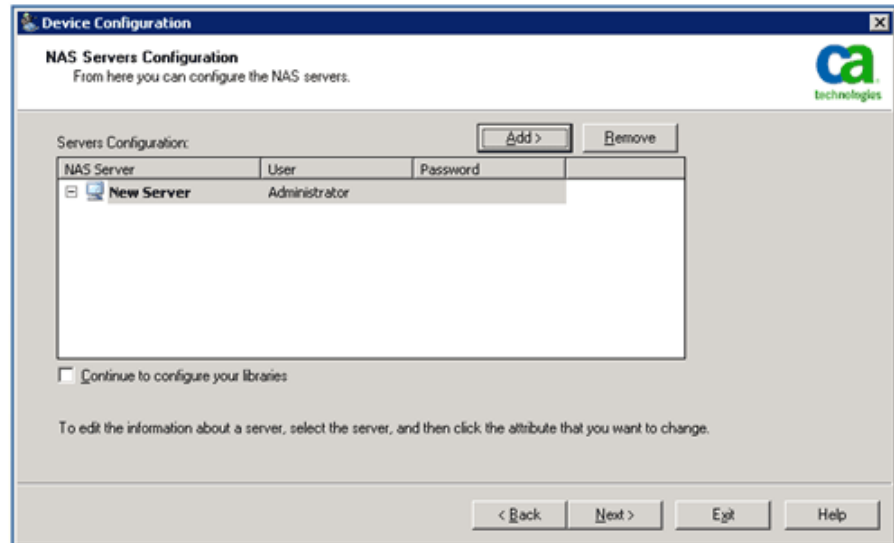 Device Configuration
NAS Servers Configuration
From here you can configure the NAS servers.
ca
technologies
Servers Configuration:
Add >
Remove
NAS Server User Password
New Server Administrator
Continue to configure your libraries
To edit the information about a server, select the server, and then click the attribute that you want to change.
< Back Next > Exit Help